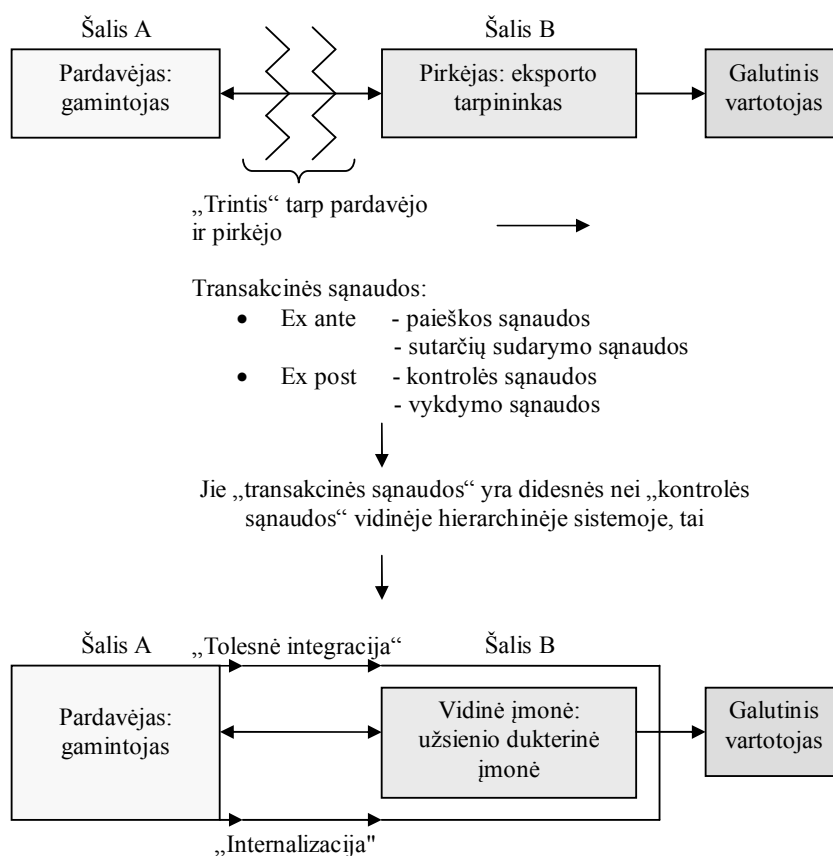 Šalis A
Šalis B
Pardavėjas:
gamintojas
Pirkėjas: eksporto
tarpininkas
Galutinis
vartotojas
„Trintis“ tarp pardavėjo
ir pirkėjo
Transakcinės sąnaudos:
• Ex ante - paieškos sąnaudos
- sutarčių sudarymo sąnaudos
• Ex post - kontrolės sąnaudos
- vykdymo sąnaudos
Jie „transakcinės sąnaudos“ yra didesnės nei „kontrolės
sąnaudos“ vidinėje hierarchinėje sistemoje, tai
Šalis A
„Tolesnė integracija“
Šalis B
Pardavėjas:
gamintojas
Vidinė įmonė:
užsienio dukterinė
įmonė
Galutinis
vartotojas
„Internalizacija"